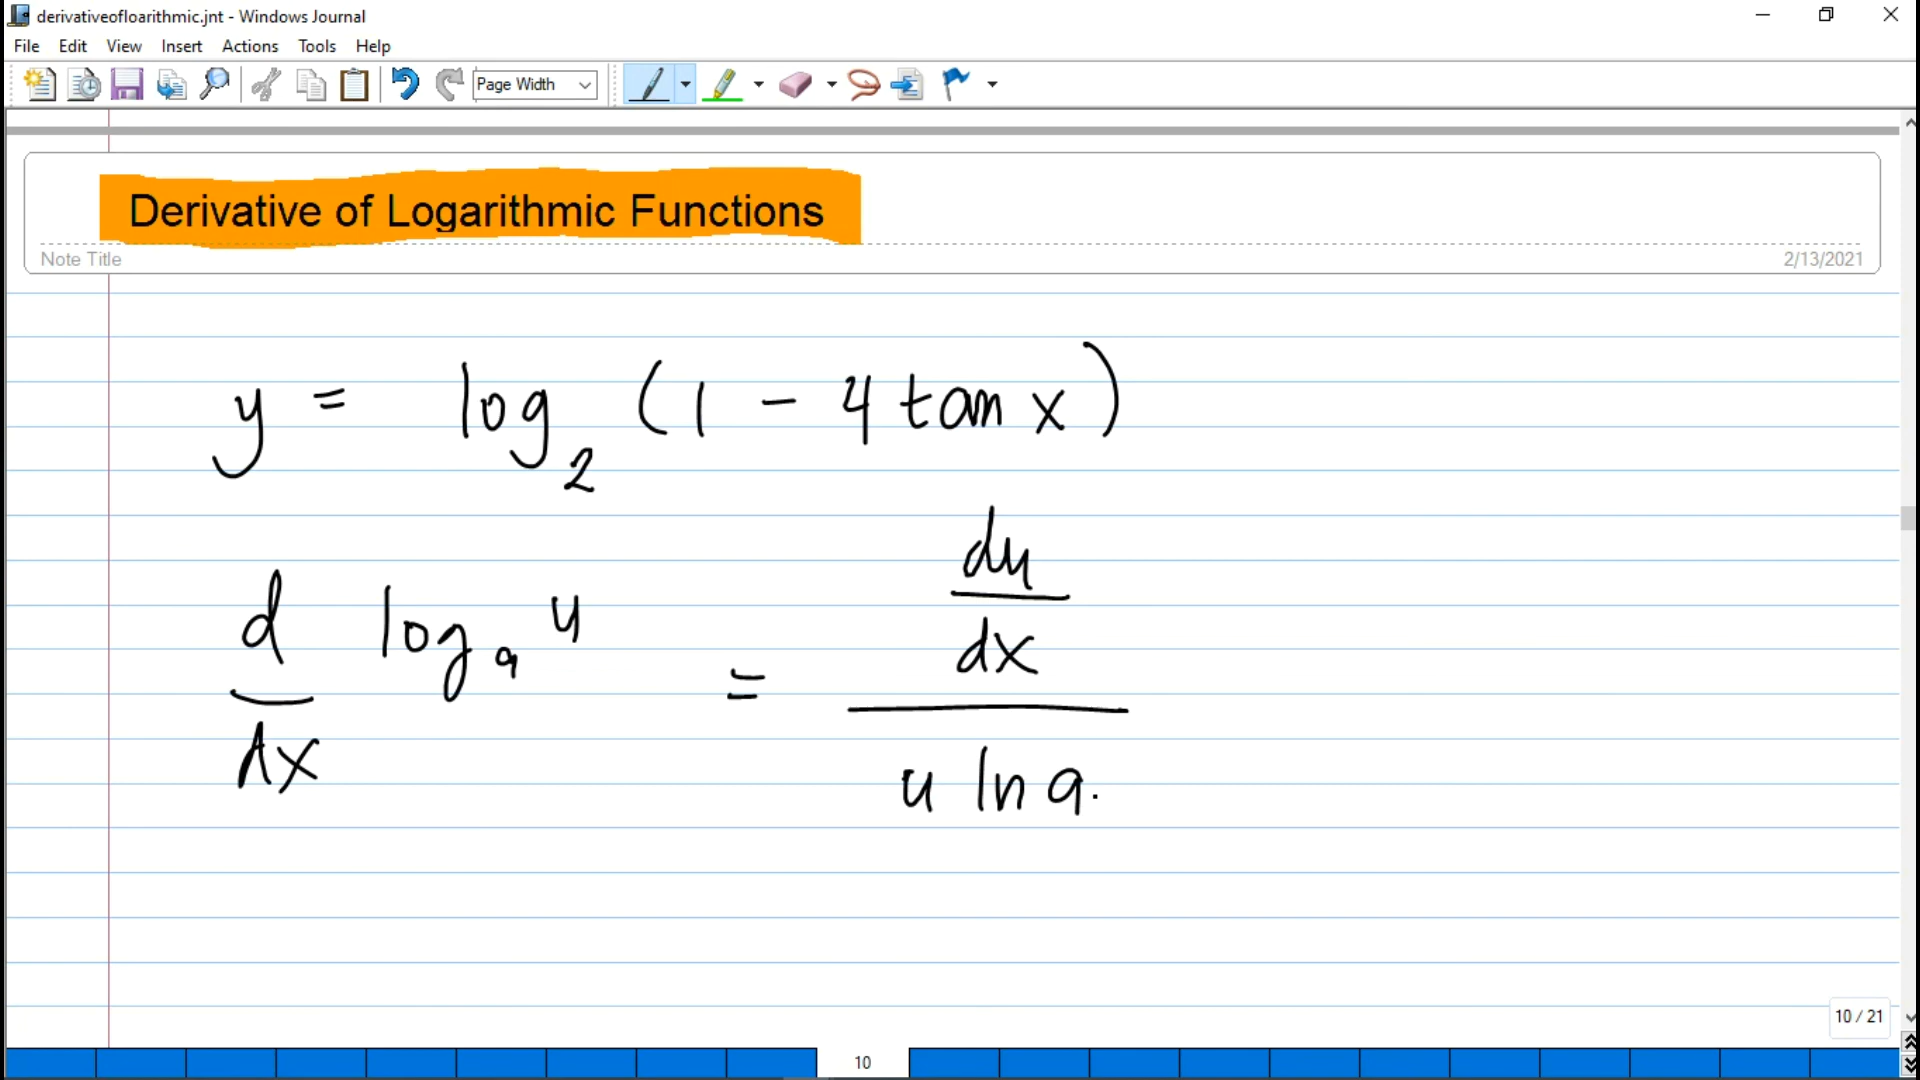 derivativeofloarithmic.jnt - Windows Journal
File Edit View Insert Actions Tools Help
Page Width
Derivative of Logarithmic Functions
Note Title 2/13/2021
y = log₂ (1 - 4 tan x)
d/dx logₐ u = (du/dx)/(u ln a.)
10 / 21
10